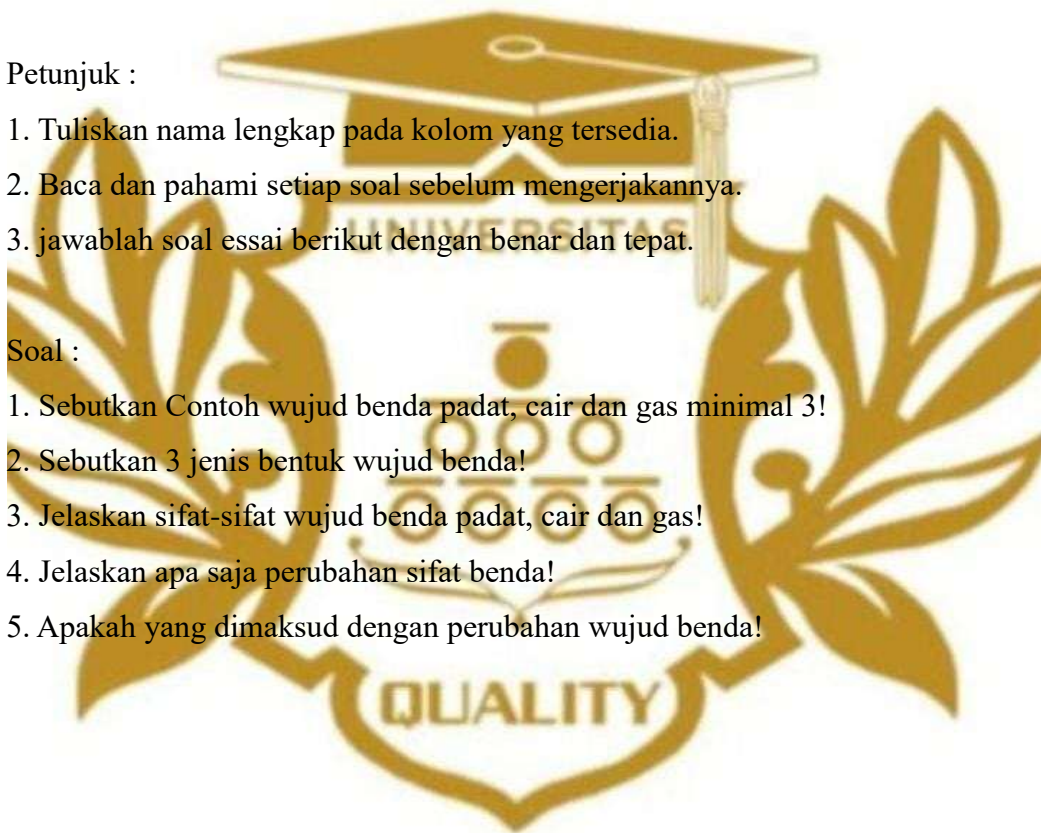 Petunjuk :
1. Tuliskan nama lengkap pada kolom yang tersedia.
2. Baca dan pahami setiap soal sebelum mengerjakannya.
UNIVERSITAS
3. jawablah soal essai berikut dengan benar dan tepat.
Soal :
1. Sebutkan Contoh wujud benda padat, cair dan gas minimal 3!
2. Sebutkan 3 jenis bentuk wujud benda!
3. Jelaskan sifat-sifat wujud benda padat, cair dan gas!
4. Jelaskan apa saja perubahan sifat benda!
5. Apakah yang dimaksud dengan perubahan wujud benda!
QUALITY